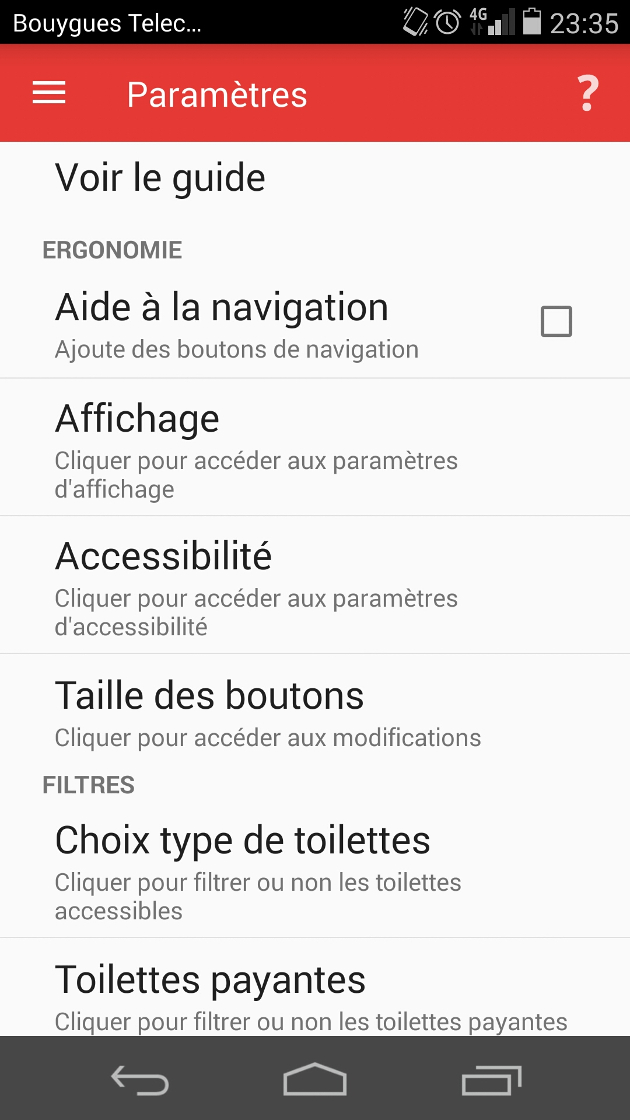 Bouygues Telec...
4G
23:35
Paramètres
?
Voir le guide
ERGONOMIE
Aide à la navigation
Ajoute des boutons de navigation
Affichage
Cliquer pour accéder aux paramètres
d'affichage
Accessibilité
Cliquer pour accéder aux paramètres
d'accessibilité
Taille des boutons
Cliquer pour accéder aux modifications
FILTRES
Choix type de toilettes
Cliquer pour filtrer ou non les toilettes
accessibles
Toilettes payantes
Cliquer pour filtrer ou non les toilettes payantes